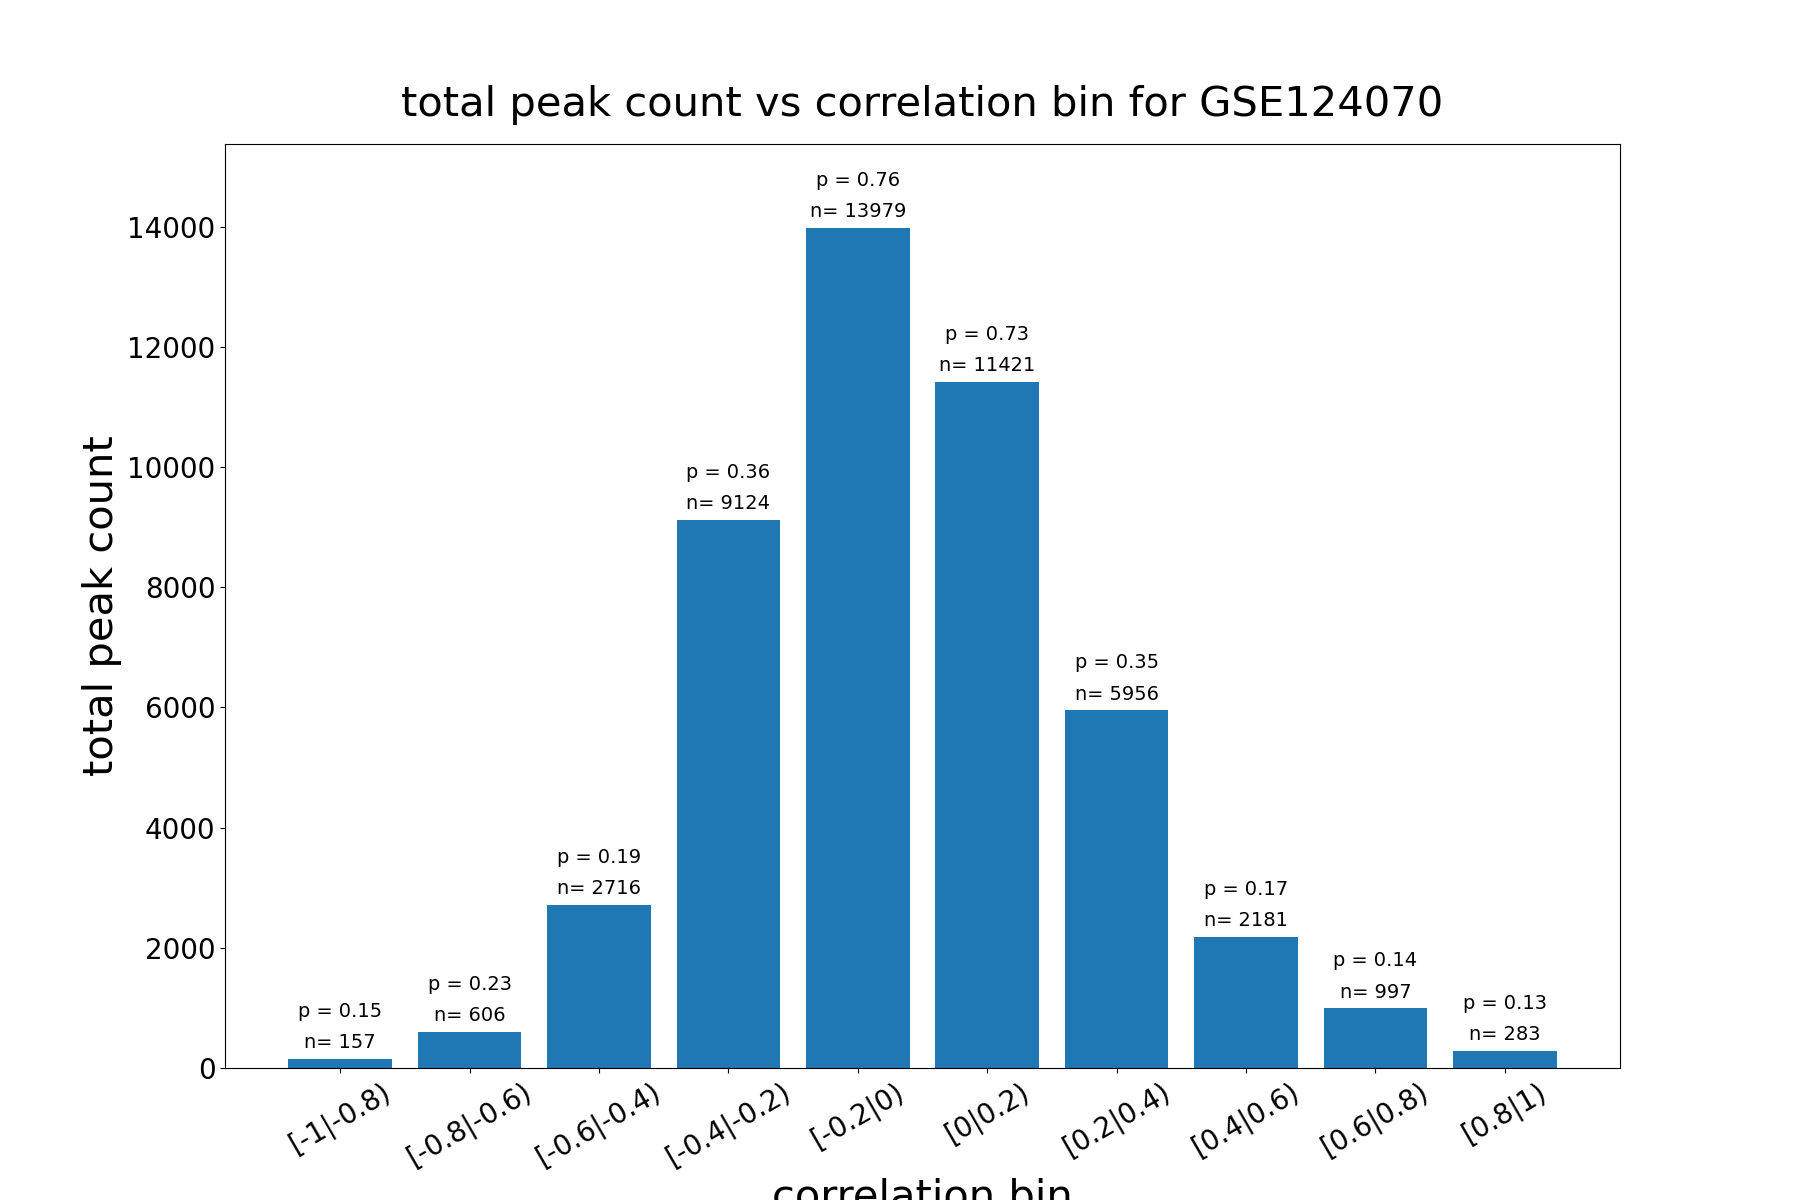 total peak count vs correlation bin for GSE124070
total peak count
14000
12000
10000
8000
6000
4000
2000
0
p = 0.15
n= 157
p = 0.23
n= 606
p = 0.19
n= 2716
p = 0.36
n= 9124
p = 0.76
n= 13979
p = 0.73
n= 11421
p = 0.35
n= 5956
p = 0.17
n= 2181
p = 0.14
n= 997
p = 0.13
n= 283
[-1|-0.8)
[-0.8|-0.6)
[-0.6|-0.4)
[-0.4|-0.2)
[-0.2|0)
[0|0.2)
[0.2|0.4)
[0.4|0.6)
[0.6|0.8)
[0.8|1)
correlation bin